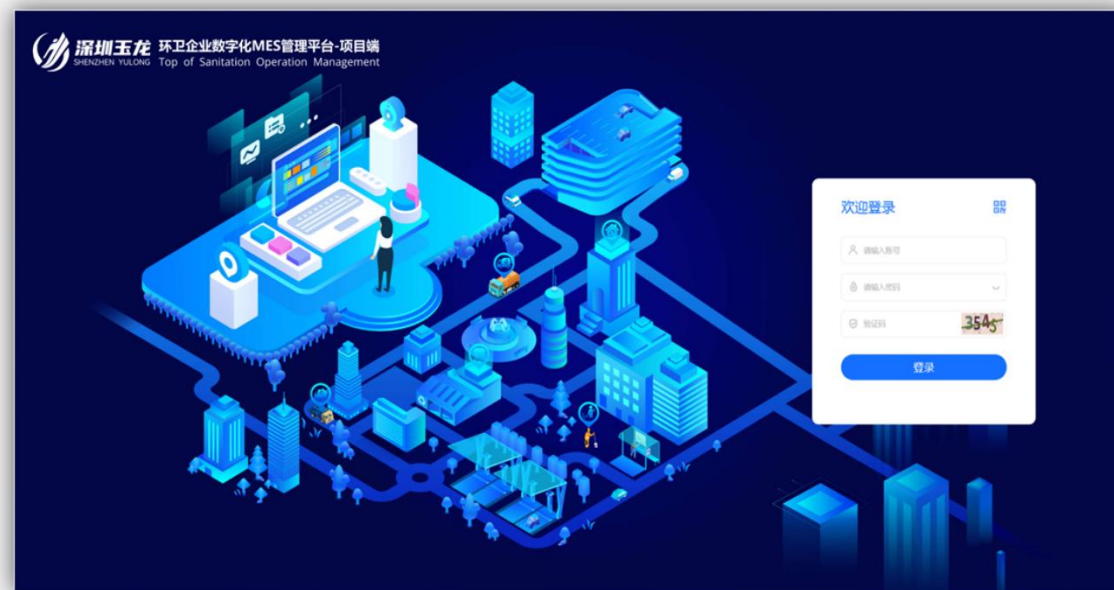 深圳玉龙
SHENZHEN YULONG
环卫企业数字化MES管理平台-项目端
Top of Sanitation Operation Management
欢迎登录
请输入账号
请输入密码
验证码
3545
登录